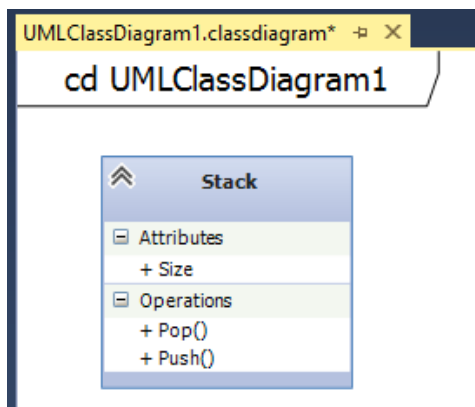 UMLClassDiagram1.classdiagram*
cd UMLClassDiagram1
Stack
Attributes
+ Size
Operations
+ Pop()
+ Push()